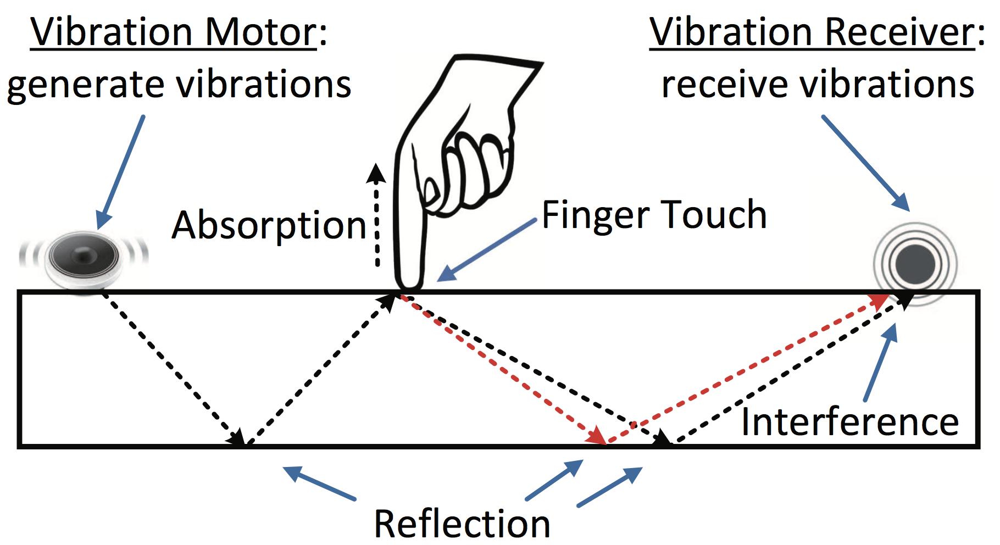 Vibration Motor:
generate vibrations
Vibration Receiver:
receive vibrations
Absorption
Finger Touch
Interference
Reflection